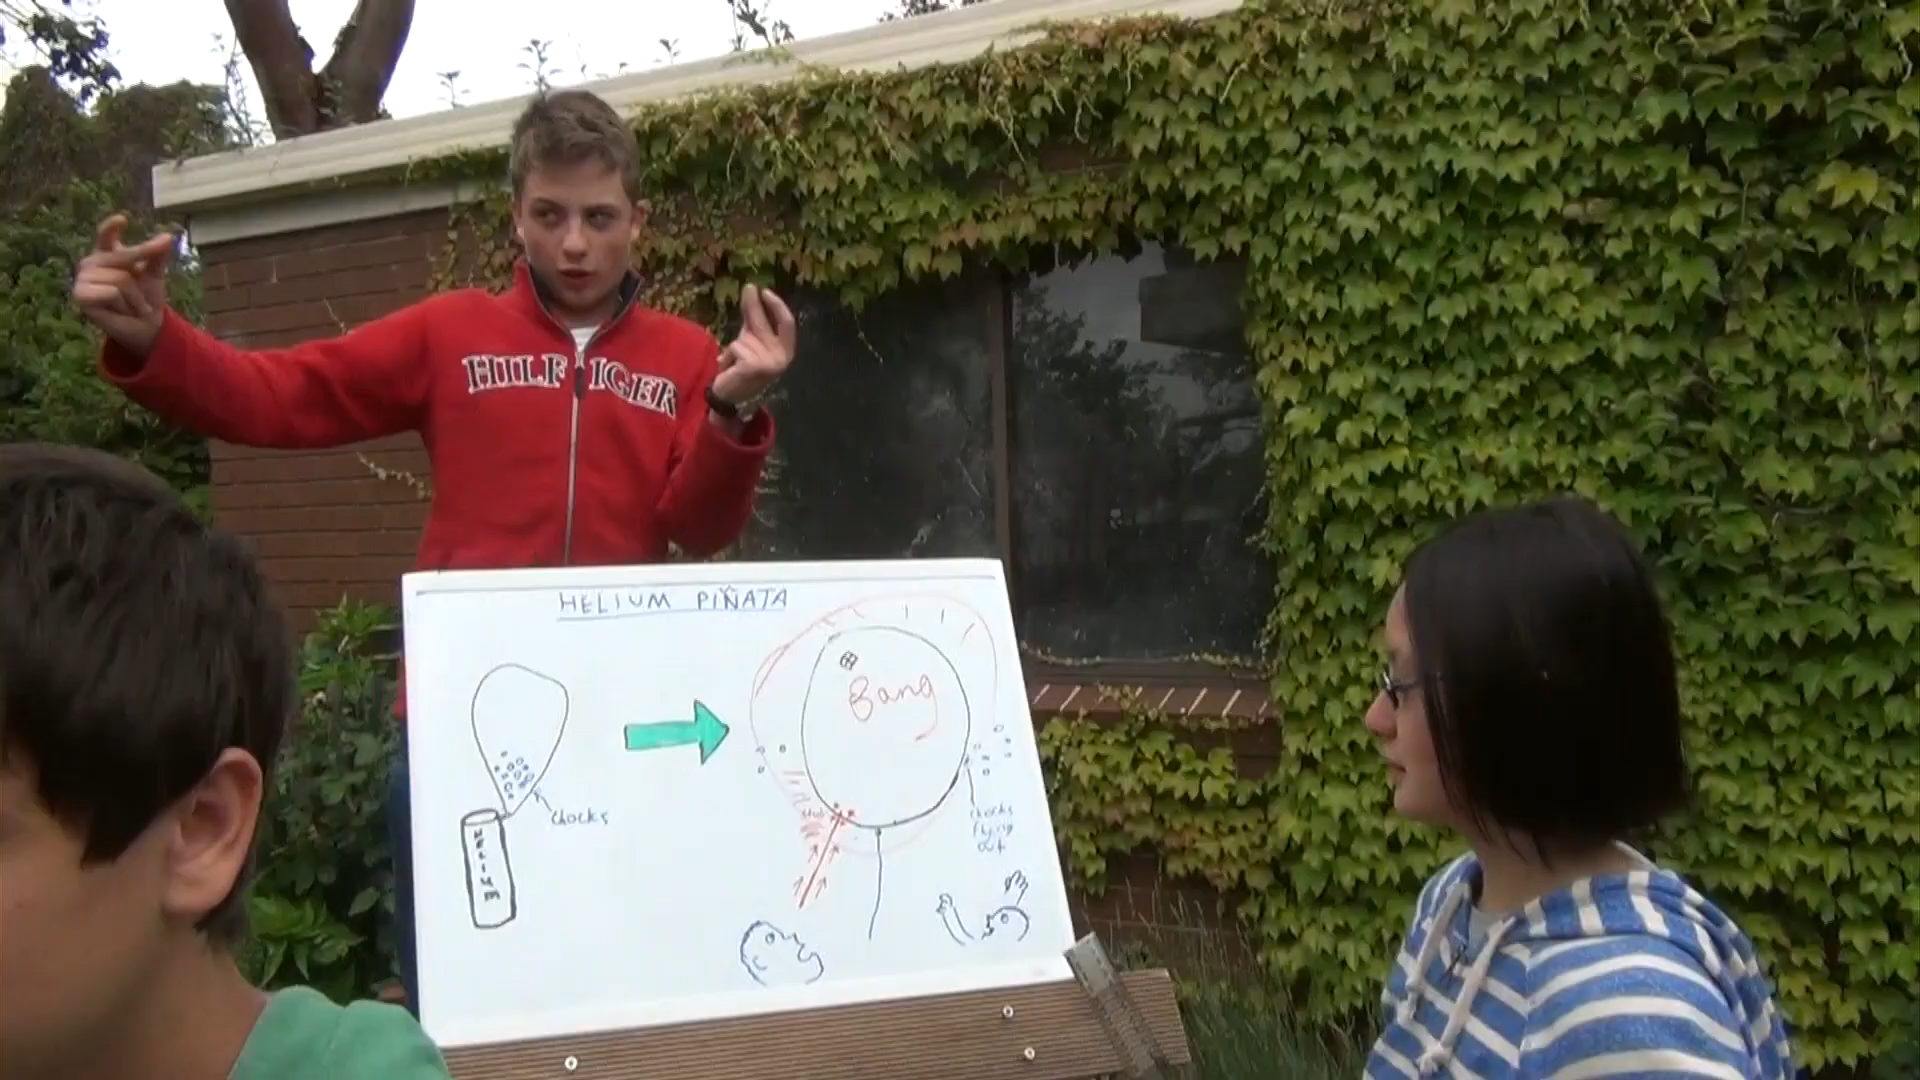 HILFIGER
HELIUM PIÑATA
Bang
chocks
HELIUM
chocks
flying
out